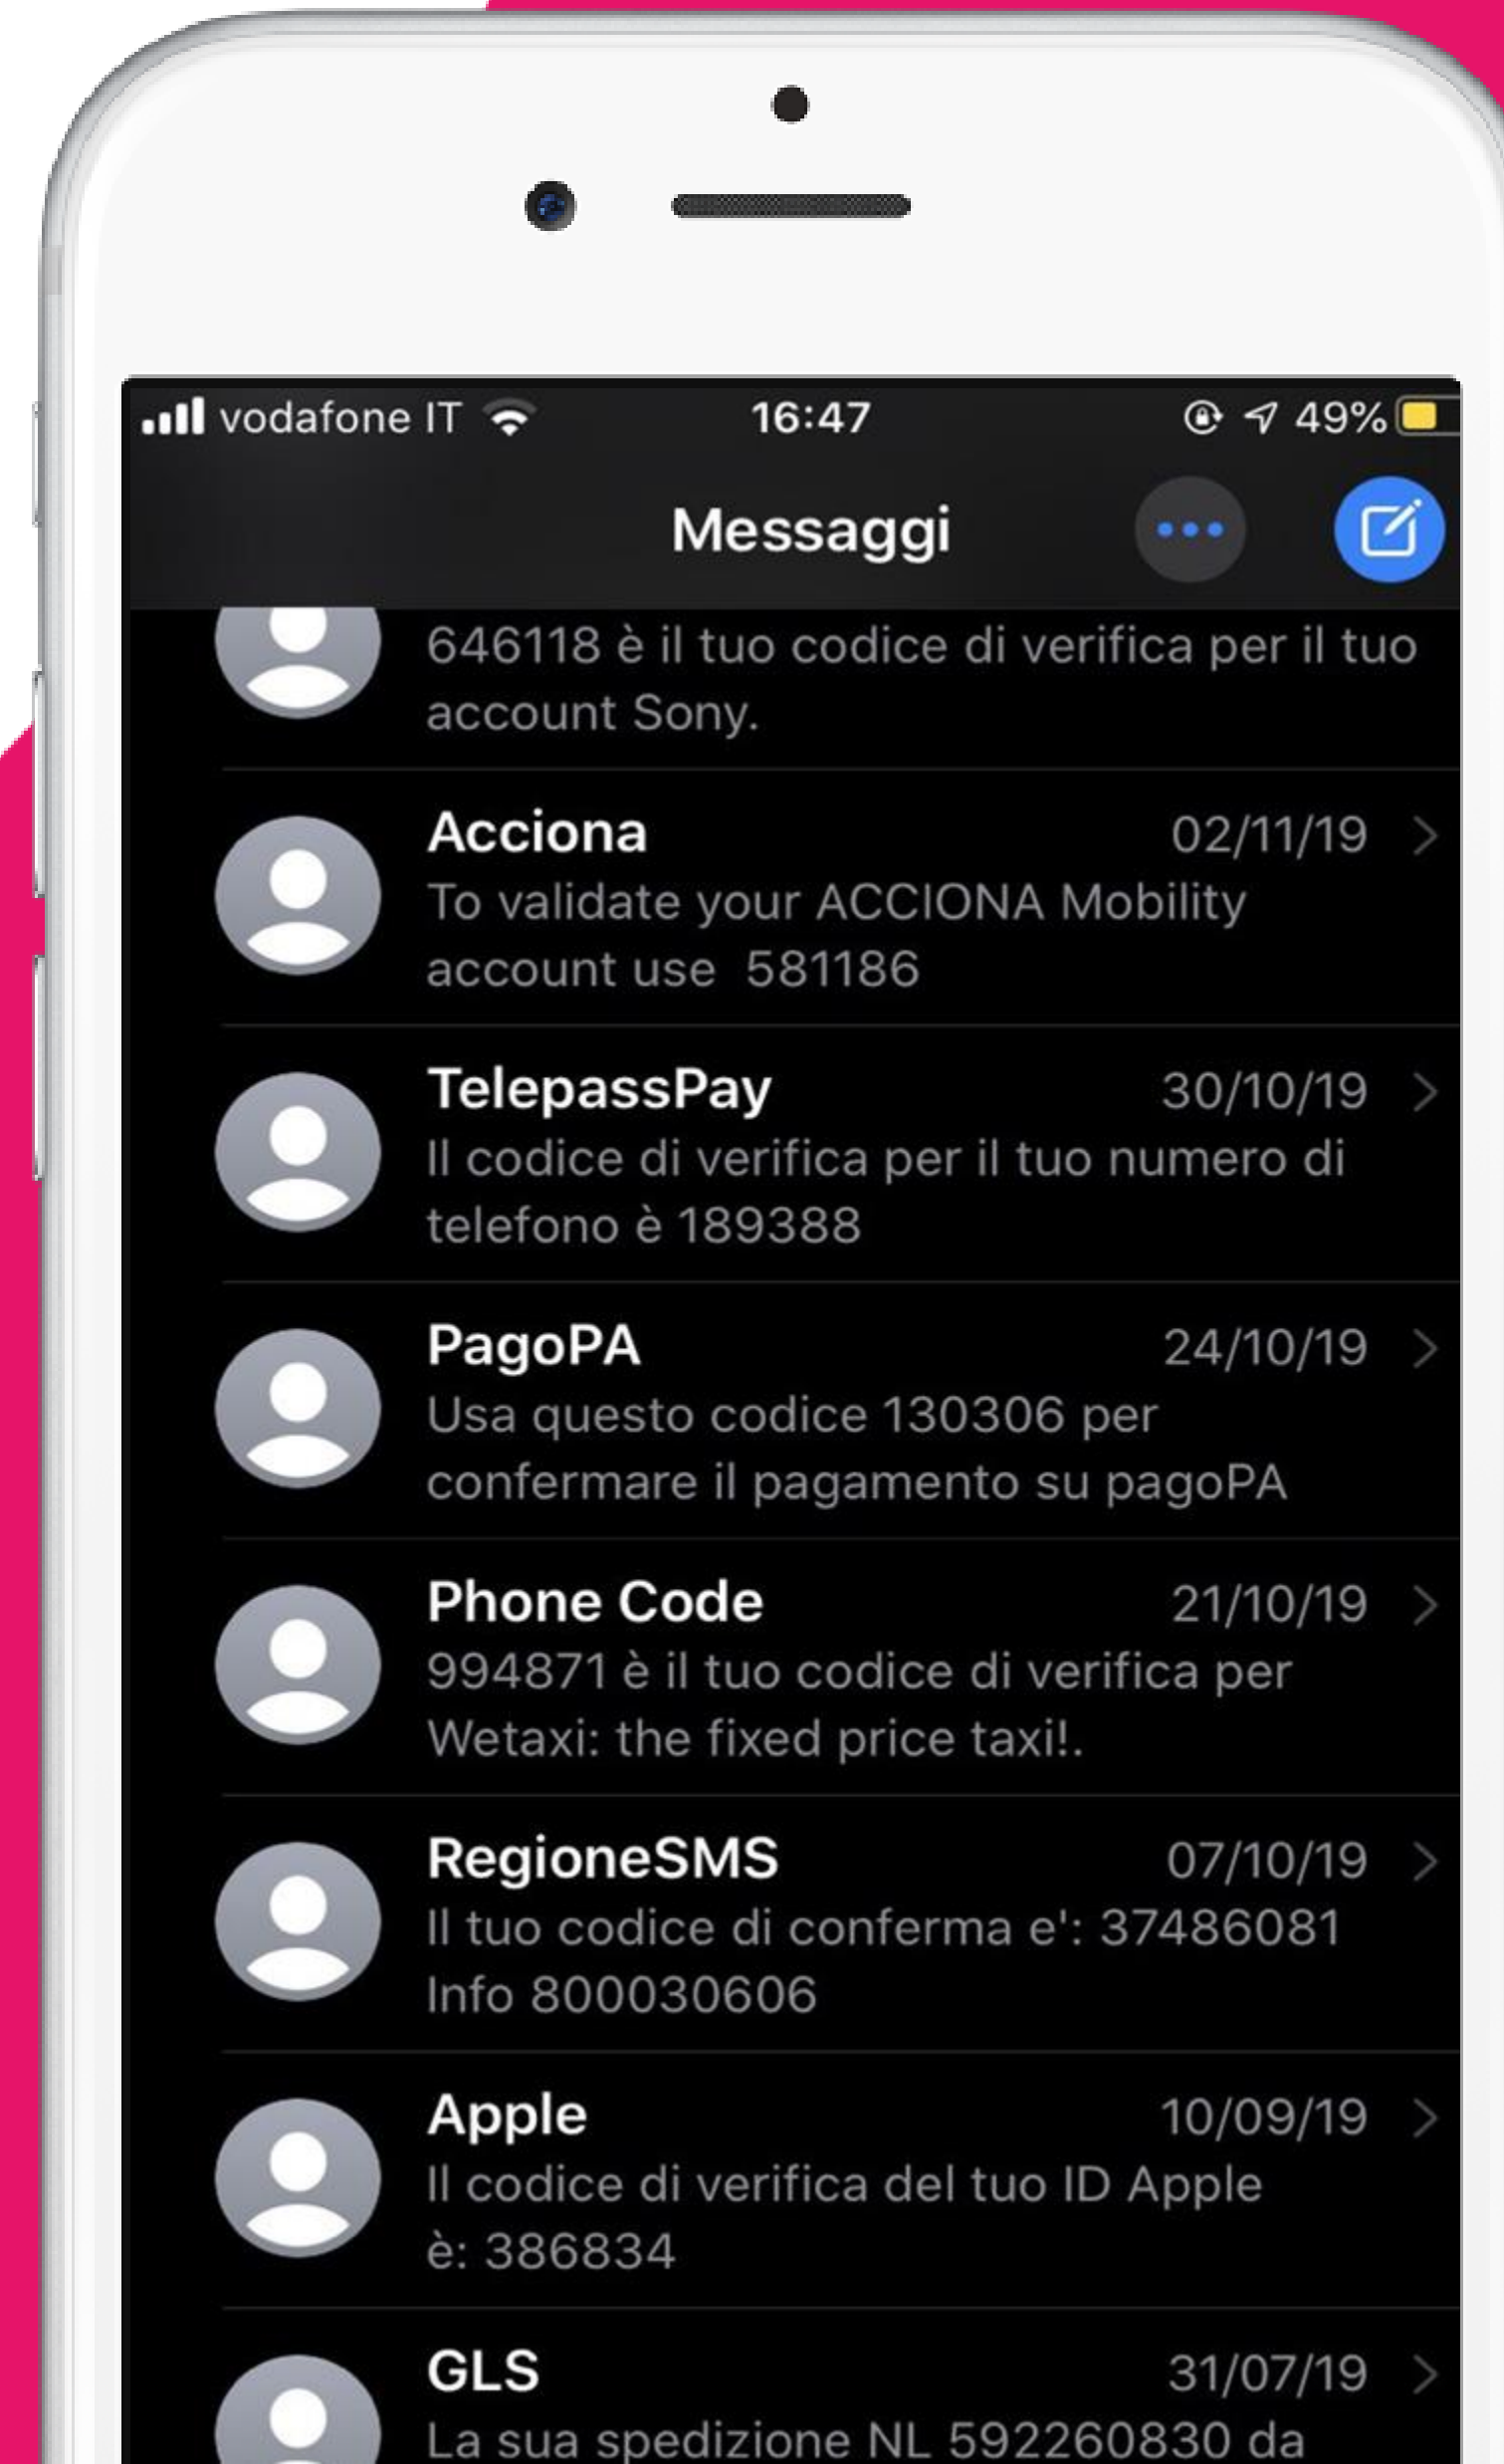 vodafone IT 16:47 49%
Messaggi
646118 è il tuo codice di verifica per il tuo
account Sony.
Acciona 02/11/19
To validate your ACCIONA Mobility
account use  581186
TelepassPay 30/10/19
Il codice di verifica per il tuo numero di
telefono è 189388
PagoPA 24/10/19
Usa questo codice 130306 per
confermare il pagamento su pagoPA
Phone Code 21/10/19
994871 è il tuo codice di verifica per
Wetaxi: the fixed price taxi!.
RegioneSMS 07/10/19
Il tuo codice di conferma e': 37486081
Info 800030606
Apple 10/09/19
Il codice di verifica del tuo ID Apple
è: 386834
GLS 31/07/19
La sua spedizione NL 592260830 da